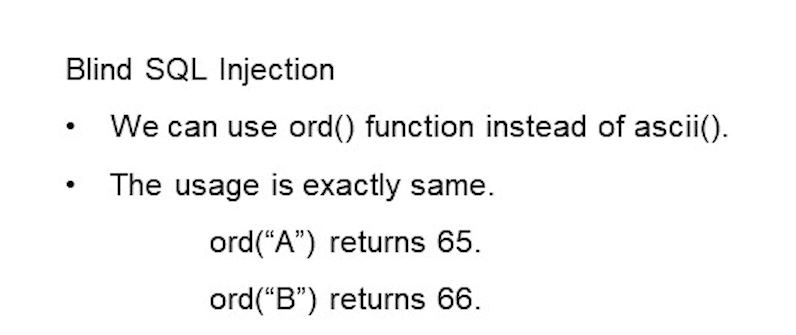 Blind SQL Injection
• We can use ord() function instead of ascii().
• The usage is exactly same.
ord(“A”) returns 65.
ord(“B”) returns 66.